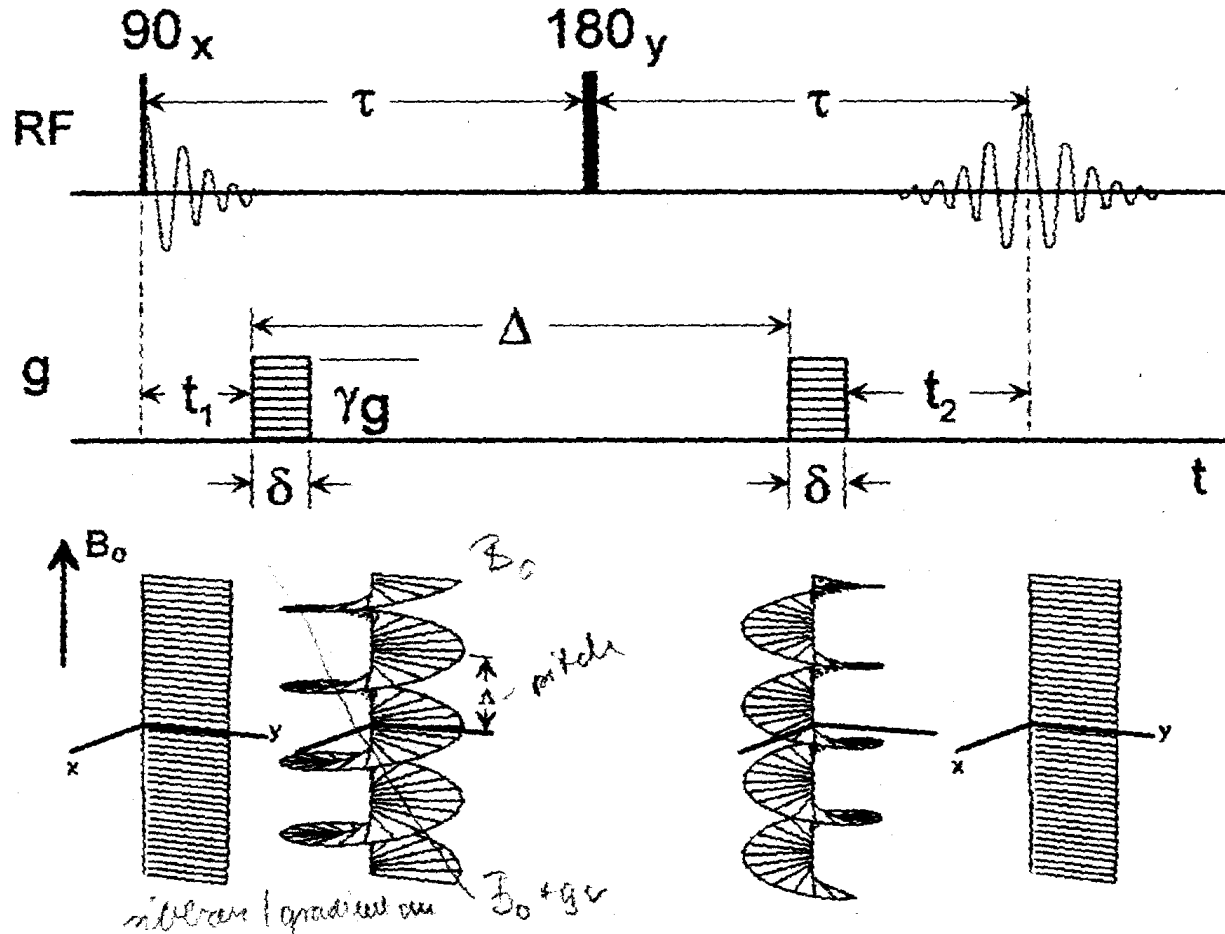 90x 180y
τ τ
RF
Δ
g t₁ γg t₂
δ δ t
B₀ B₀
pitch
x y x y
B₀+gr